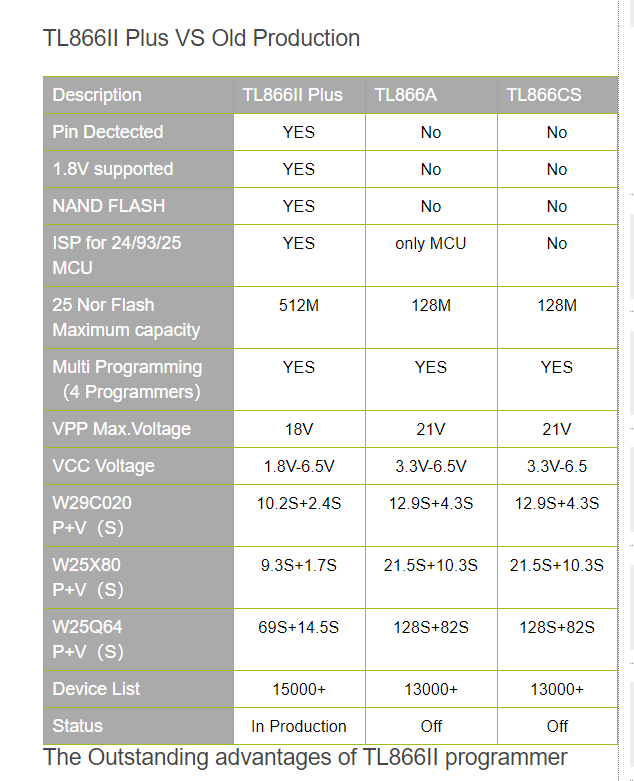 TL866II Plus VS Old Production
Description TL866II Plus TL866A TL866CS
Pin Dectected YES No No
1.8V supported YES No No
NAND FLASH YES No No
ISP for 24/93/25 YES only MCU No
MCU
25 Nor Flash 512M 128M 128M
Maximum capacity
Multi Programming YES YES YES
（4 Programmers）
VPP Max.Voltage 18V 21V 21V
VCC Voltage 1.8V-6.5V 3.3V-6.5V 3.3V-6.5
W29C020 10.2S+2.4S 12.9S+4.3S 12.9S+4.3S
P+V（S）
W25X80 9.3S+1.7S 21.5S+10.3S 21.5S+10.3S
P+V（S）
W25Q64 69S+14.5S 128S+82S 128S+82S
P+V（S）
Device List 15000+ 13000+ 13000+
Status In Production Off Off
The Outstanding advantages of TL866II programmer